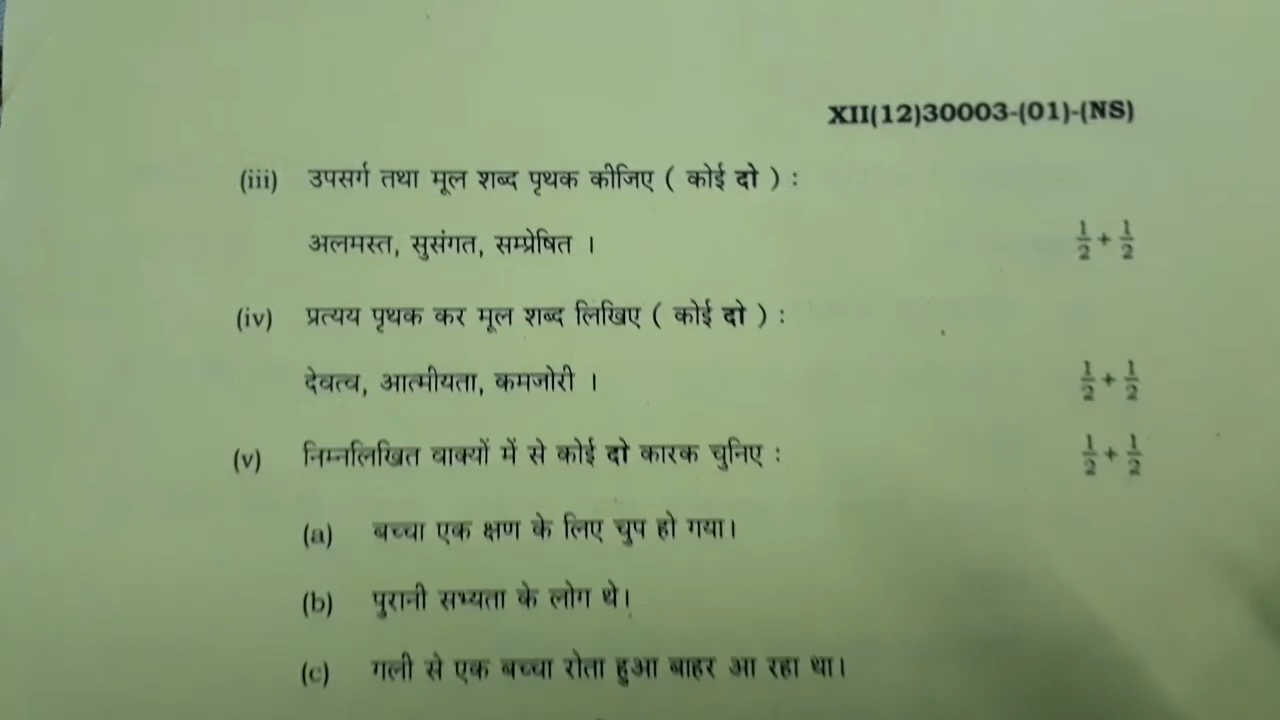 XII(12)30003-(01)-(NS)
(iii) उपसर्ग तथा मूल शब्द पृथक कीजिए ( कोई दो ) :
अलमस्त, सुसंगत, सम्प्रेषित । 1/2 + 1/2
(iv) प्रत्यय पृथक कर मूल शब्द लिखिए ( कोई दो ) :
देवत्व, आत्मीयता, कमजोरी । 1/2 + 1/2
(v) निम्नलिखित वाक्यों में से कोई दो कारक चुनिए : 1/2 + 1/2
(a) बच्चा एक क्षण के लिए चुप हो गया।
(b) पुरानी सभ्यता के लोग थे।
(c) गली से एक बच्चा रोता हुआ बाहर आ रहा था।